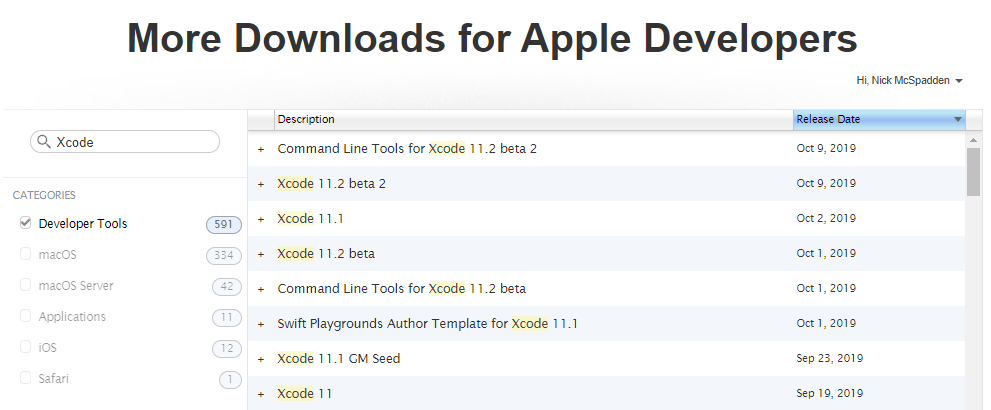 More Downloads for Apple Developers
Hi, Nick McSpadden
Xcode
CATEGORIES
Developer Tools 591
macOS 334
macOS Server 42
Applications 11
iOS 12
Safari 1
Description Release Date
+ Command Line Tools for Xcode 11.2 beta 2 Oct 9, 2019
+ Xcode 11.2 beta 2 Oct 9, 2019
+ Xcode 11.1 Oct 2, 2019
+ Xcode 11.2 beta Oct 1, 2019
+ Command Line Tools for Xcode 11.2 beta Oct 1, 2019
+ Swift Playgrounds Author Template for Xcode 11.1 Oct 1, 2019
+ Xcode 11.1 GM Seed Sep 23, 2019
+ Xcode 11 Sep 19, 2019